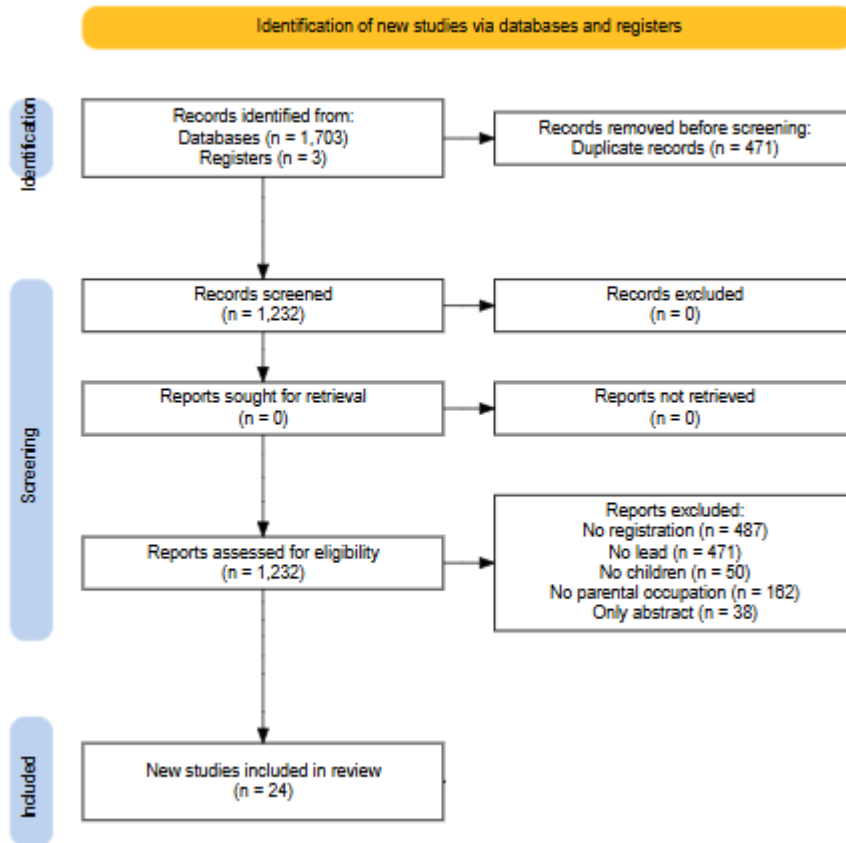 Identification of new studies via databases and registers
Identification
Records identified from:
Databases (n = 1,703)
Registers (n = 3)
Records removed before screening:
Duplicate records (n = 471)
Screening
Records screened
(n = 1,232)
Records excluded
(n = 0)
Reports sought for retrieval
(n = 0)
Reports not retrieved
(n = 0)
Reports assessed for eligibility
(n = 1,232)
Reports excluded:
No registration (n = 487)
No lead (n = 471)
No children (n = 50)
No parental occupation (n = 162)
Only abstract (n = 38)
Included
New studies included in review
(n = 24)